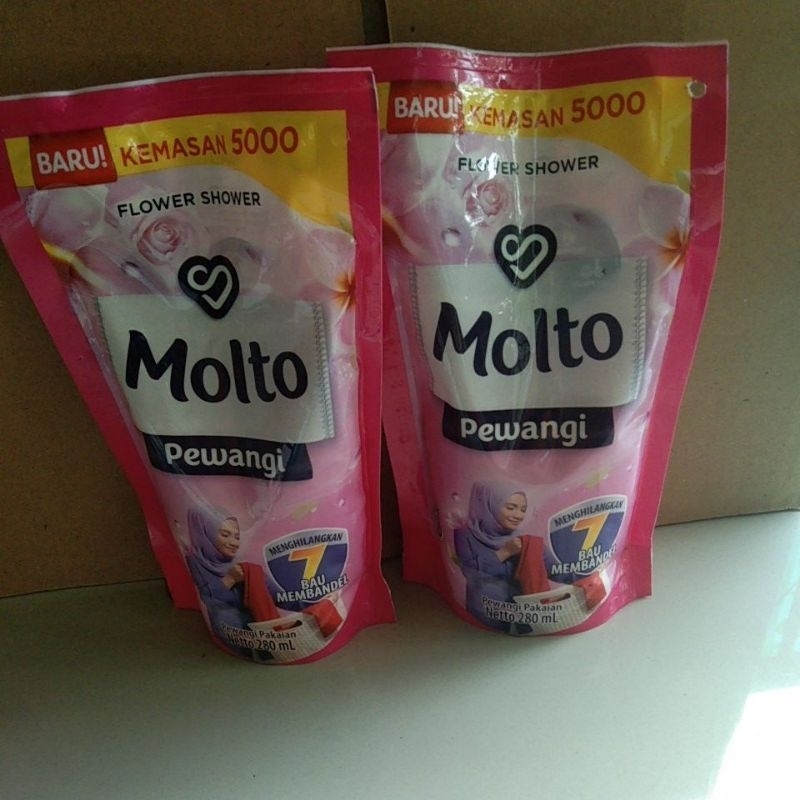 BARU! KEMASAN 5000
FLOWER SHOWER
Molto
Pewangi
MENGHILANGKAN
7
BAU
MEMBANDEL
Pewangi Pakaian
Netto 280 mL
BARU! KEMASAN 5000
FLOWER SHOWER
Molto
Pewangi
MENGHILANGKAN
7
BAU
MEMBANDEL
Pewangi Pakaian
Netto 280 mL